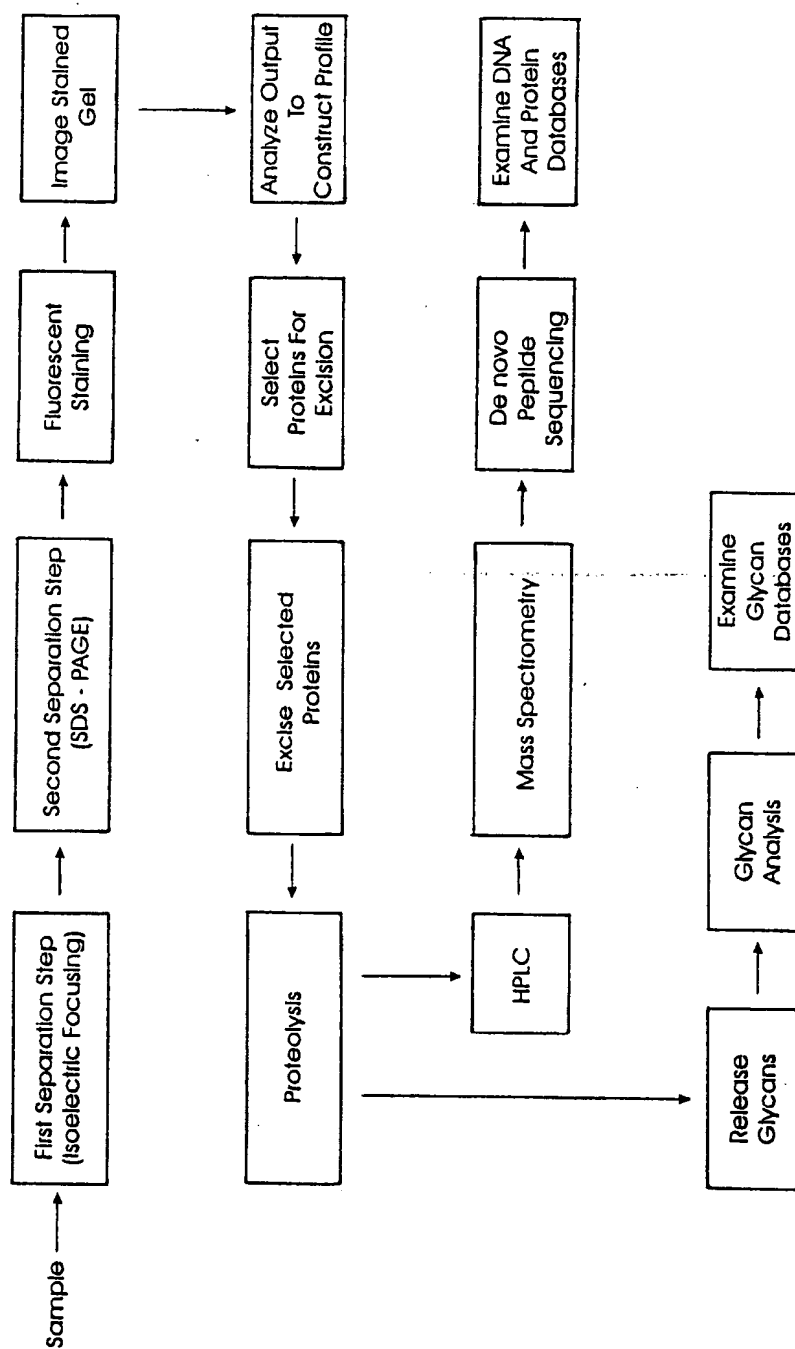 Sample
First Separation Step
(Isoelectric Focusing)
Second Separation Step
(SDS - PAGE)
Fluorescent
Staining
Image Stained
Gel
Analyze Output
To
Construct Profile
Select
Proteins For
Excision
Excise Selected
Proteins
Proteolysis
HPLC
Mass Spectrometry
De novo
Peptide
Sequencing
Examine DNA
And Protein
Databases
Release
Glycans
Glycan
Analysis
Examine
Glycan
Databases